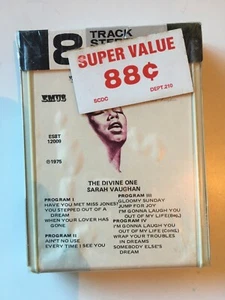 8
TRACK
STEREO
SUPER VALUE
88¢
SCDC DEPT.210
EMUS
ESBT
12009
©1975
THE DIVINE ONE
SARAH VAUGHAN
PROGRAM I
HAVE YOU MET MISS JONES?
YOU STEPPED OUT OF A
DREAM
WHEN YOUR LOVER HAS
GONE
PROGRAM II
AIN'T NO USE
EVERY TIME I SEE YOU
PROGRAM III
GLOOMY SUNDAY
JUMP FOR JOY
I'M GONNA LAUGH YOU
OUT OF MY LIFE(BNL)
PROGRAM IV
I'M GONNA LAUGH YOU
OUT OF MY LIFE (CNL)
WRAP YOUR TROUBLES
IN DREAMS
SOMEBODY ELSE'S
DREAM